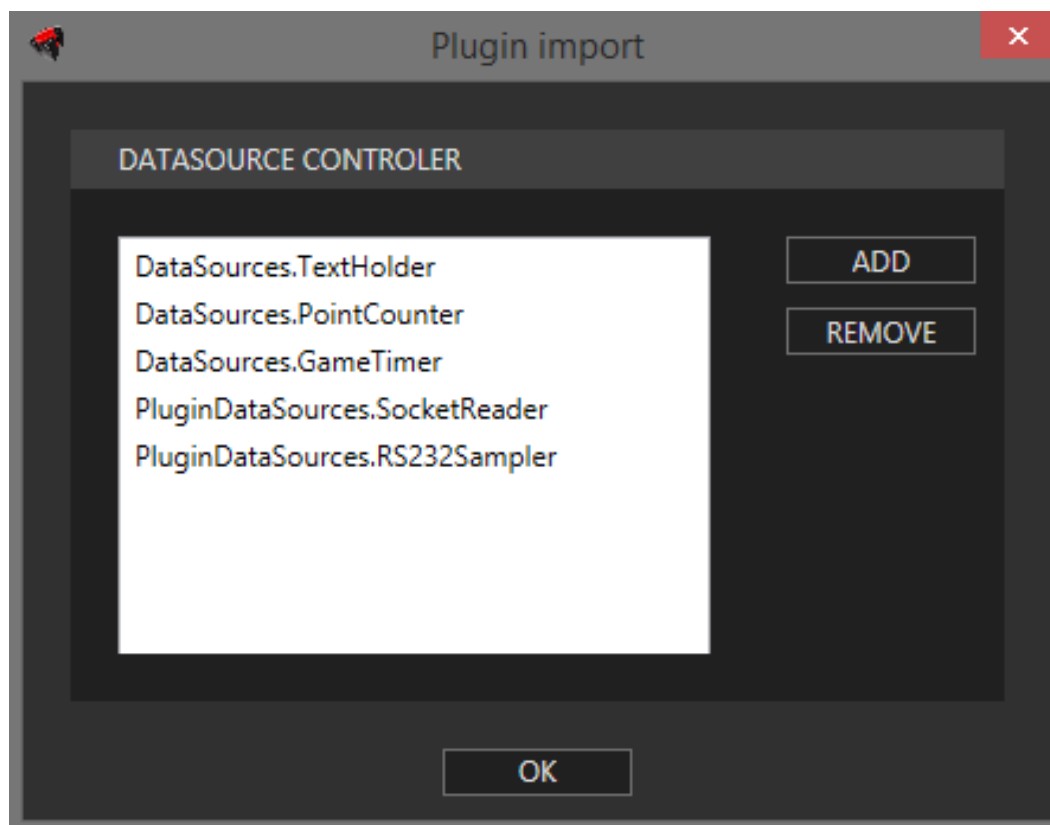 Plugin import
DATASOURCE CONTROLER
DataSources.TextHolder
DataSources.PointCounter
DataSources.GameTimer
PluginDataSources.SocketReader
PluginDataSources.RS232Sampler
ADD
REMOVE
OK